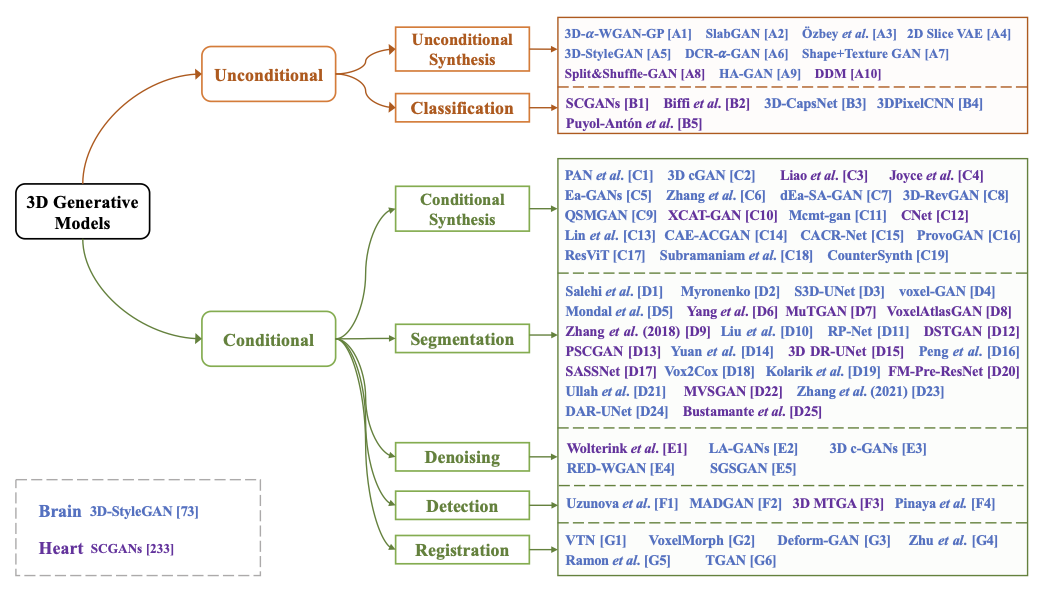 3D Generative
Models
Unconditional
Unconditional
Synthesis
3D-α-WGAN-GP [A1] SlabGAN [A2] Özbey et al. [A3] 2D Slice VAE [A4]
3D-StyleGAN [A5] DCR-α-GAN [A6] Shape+Texture GAN [A7]
Split&Shuffle-GAN [A8] HA-GAN [A9] DDM [A10]
Classification
SCGANs [B1] Biffi et al. [B2] 3D-CapsNet [B3] 3DPixelCNN [B4]
Puyol-Antón et al. [B5]
Conditional
Conditional
Synthesis
PAN et al. [C1] 3D cGAN [C2] Liao et al. [C3] Joyce et al. [C4]
Ea-GANs [C5] Zhang et al. [C6] dEa-SA-GAN [C7] 3D-RevGAN [C8]
QSMGAN [C9] XCAT-GAN [C10] Mcmt-gan [C11] CNet [C12]
Lin et al. [C13] CAE-ACGAN [C14] CACR-Net [C15] ProvoGAN [C16]
ResViT [C17] Subramaniam et al. [C18] CounterSynth [C19]
Segmentation
Salehi et al. [D1] Myronenko [D2] S3D-UNet [D3] voxel-GAN [D4]
Mondal et al. [D5] Yang et al. [D6] MuTGAN [D7] VoxelAtlasGAN [D8]
Zhang et al. (2018) [D9] Liu et al. [D10] RP-Net [D11] DSTGAN [D12]
PSCGAN [D13] Yuan et al. [D14] 3D DR-UNet [D15] Peng et al. [D16]
SASSNet [D17] Vox2Cox [D18] Kolarik et al. [D19] FM-Pre-ResNet [D20]
Ullah et al. [D21] MVSGAN [D22] Zhang et al. (2021) [D23]
DAR-UNet [D24] Bustamante et al. [D25]
Denoising
Wolterink et al. [E1] LA-GANs [E2] 3D c-GANs [E3]
RED-WGAN [E4] SGSGAN [E5]
Detection
Uzunova et al. [F1] MADGAN [F2] 3D MTGA [F3] Pinaya et al. [F4]
Registration
VTN [G1] VoxelMorph [G2] Deform-GAN [G3] Zhu et al. [G4]
Ramon et al. [G5] TGAN [G6]
Brain 3D-StyleGAN [73]
Heart SCGANs [233]